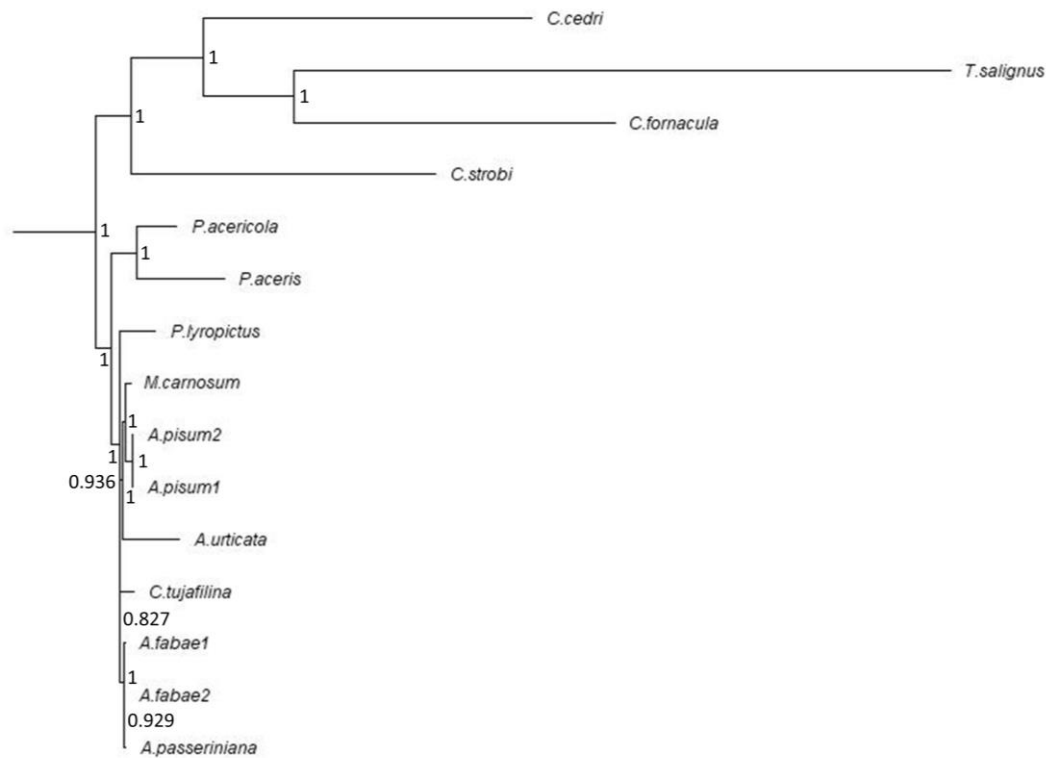 C.cedri
1
T.salignus
1
C.fornacula
1
C.strobi
P.acericola
1
1
P.aceris
P.lyropictus
1
M.carnosum
1
A.pisum2
1
1
0.936
A.pisum1
1
A.urticata
C.tujafilina
0.827
A.fabae1
1
A.fabae2
0.929
A.passeriniana